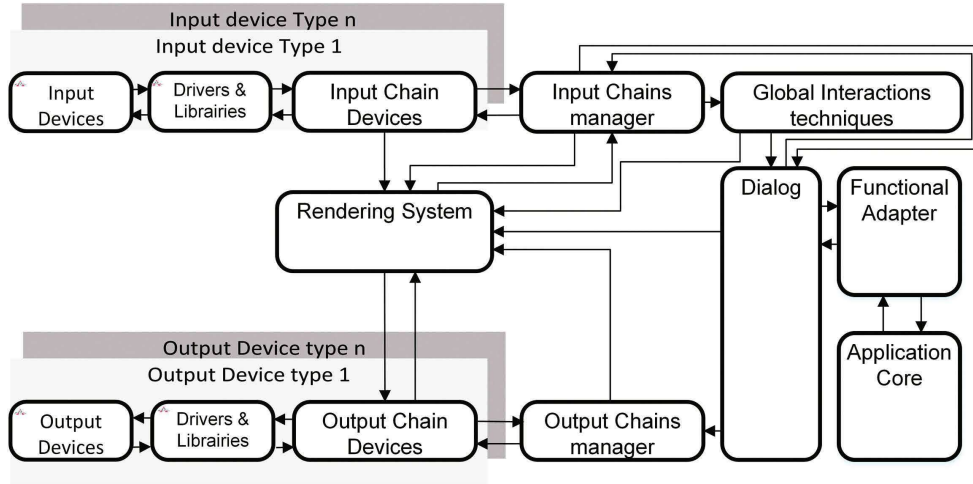 Input device Type n
Input device Type 1
Input
Devices
Drivers &
Librairies
Input Chain
Devices
Input Chains
manager
Global Interactions
techniques
Rendering System
Dialog
Functional
Adapter
Application
Core
Output Device type n
Output Device type 1
Output
Devices
Drivers &
Librairies
Output Chain
Devices
Output Chains
manager